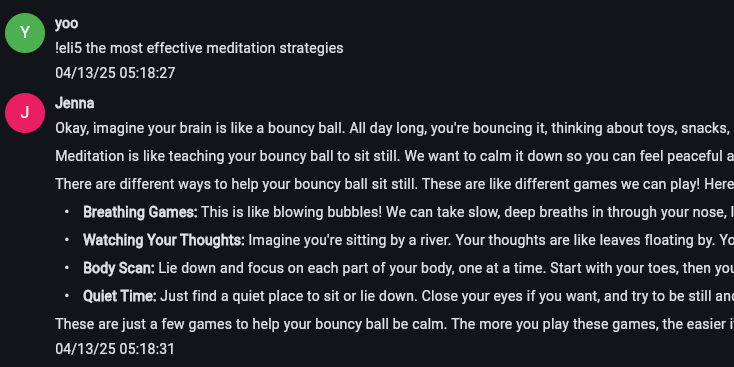 Y
yoo
!eli5 the most effective meditation strategies
04/13/25 05:18:27
J
Jenna
Okay, imagine your brain is like a bouncy ball. All day long, you're bouncing it, thinking about toys, snacks,
Meditation is like teaching your bouncy ball to sit still. We want to calm it down so you can feel peaceful a
There are different ways to help your bouncy ball sit still. These are like different games we can play! Here
• Breathing Games: This is like blowing bubbles! We can take slow, deep breaths in through your nose,
• Watching Your Thoughts: Imagine you're sitting by a river. Your thoughts are like leaves floating by. Yo
• Body Scan: Lie down and focus on each part of your body, one at a time. Start with your toes, then you
• Quiet Time: Just find a quiet place to sit or lie down. Close your eyes if you want, and try to be still and
These are just a few games to help your bouncy ball be calm. The more you play these games, the easier
04/13/25 05:18:31